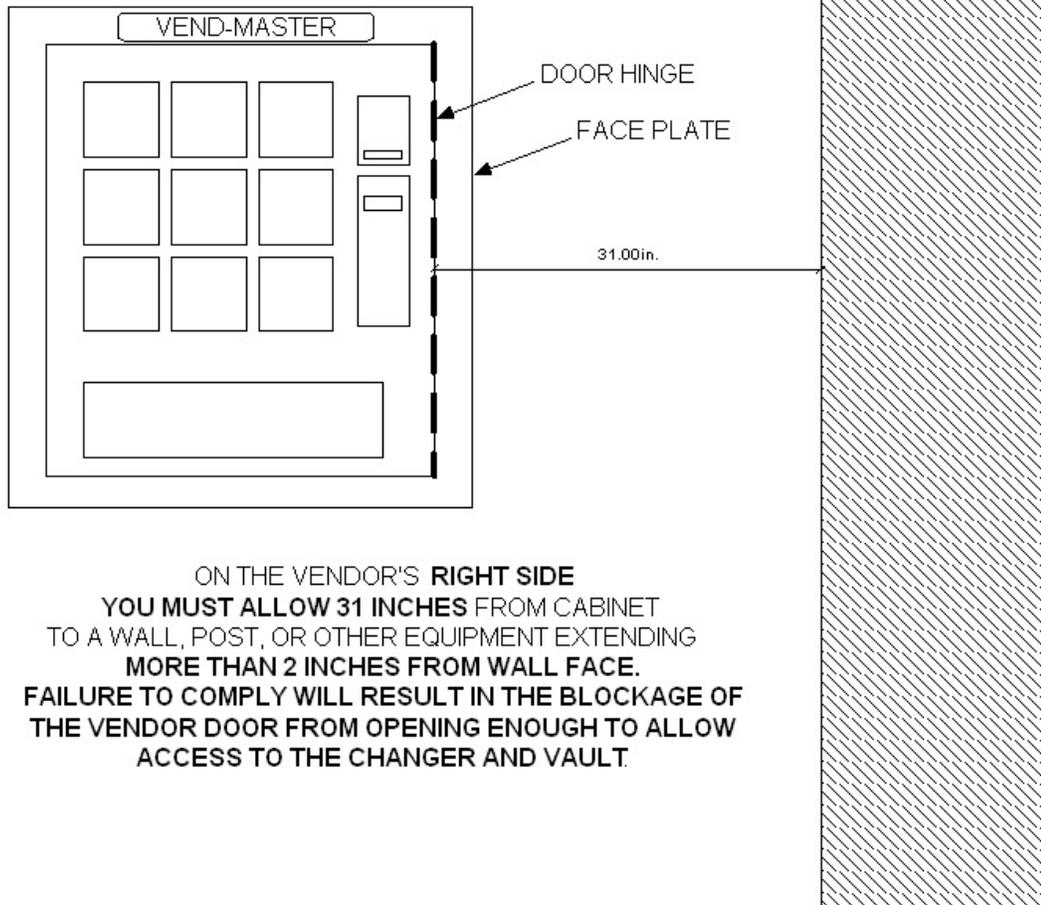 VEND-MASTER
DOOR HINGE
FACE PLATE
31.00in.
ON THE VENDOR'S RIGHT SIDE
YOU MUST ALLOW 31 INCHES FROM CABINET
TO A WALL, POST, OR OTHER EQUIPMENT EXTENDING
MORE THAN 2 INCHES FROM WALL FACE.
FAILURE TO COMPLY WILL RESULT IN THE BLOCKAGE OF
THE VENDOR DOOR FROM OPENING ENOUGH TO ALLOW
ACCESS TO THE CHANGER AND VAULT.